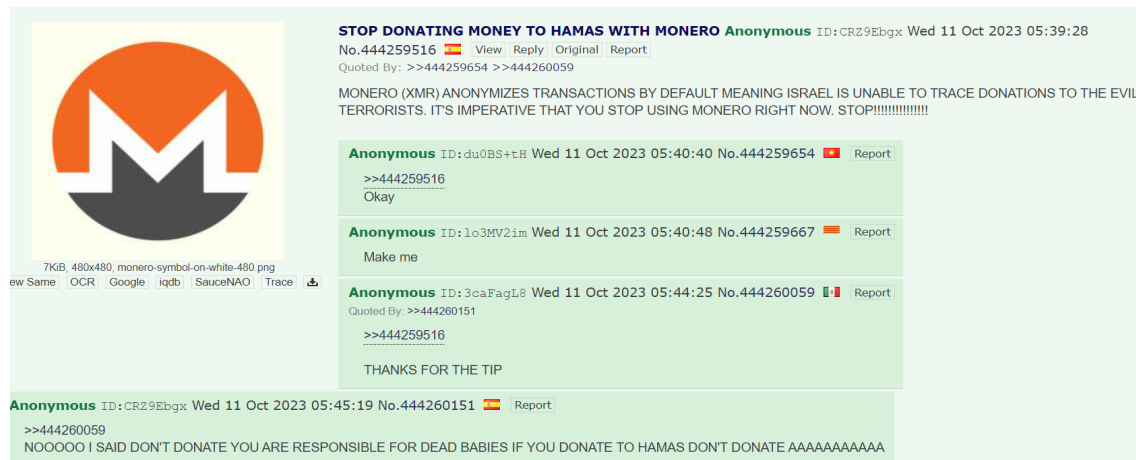 STOP DONATING MONEY TO HAMAS WITH MONERO Anonymous ID:CRZ9Ebgx Wed 11 Oct 2023 05:39:28
No.444259516 View Reply Original Report
Quoted By: >>444259654 >>444260059
MONERO (XMR) ANONYMIZES TRANSACTIONS BY DEFAULT MEANING ISRAEL IS UNABLE TO TRACE DONATIONS TO THE EVIL
TERRORISTS. IT'S IMPERATIVE THAT YOU STOP USING MONERO RIGHT NOW. STOP!!!!!!!!!!!!!!!!
7KiB, 480x480, monero-symbol-on-white-480.png
ew Same OCR Google iqdb SauceNAO Trace
Anonymous ID:du0BS+tH Wed 11 Oct 2023 05:40:40 No.444259654 Report
>>444259516
Okay
Anonymous ID:lo3MV2im Wed 11 Oct 2023 05:40:48 No.444259667 Report
Make me
Anonymous ID:3caFagL8 Wed 11 Oct 2023 05:44:25 No.444260059 Report
Quoted By: >>444260151
>>444259516
THANKS FOR THE TIP
Anonymous ID:CRZ9Ebgx Wed 11 Oct 2023 05:45:19 No.444260151 Report
>>444260059
NOOOOO I SAID DON'T DONATE YOU ARE RESPONSIBLE FOR DEAD BABIES IF YOU DONATE TO HAMAS DON'T DONATE AAAAAAAAAAA